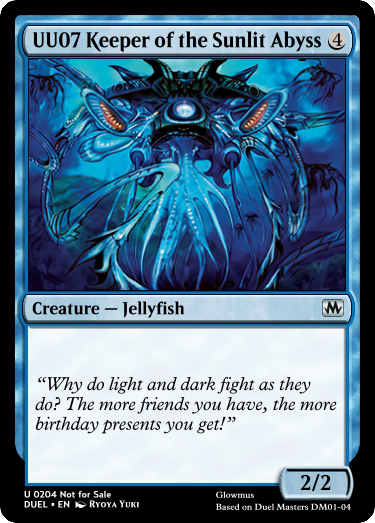 UU07 Keeper of the Sunlit Abyss 4
Creature — Jellyfish
“Why do light and dark fight as they
do? The more friends you have, the more
birthday presents you get!”
2/2
U 0204 Not for Sale
DUEL • EN Ryoya Yuki
Glowmus
Based on Duel Masters DM01-04